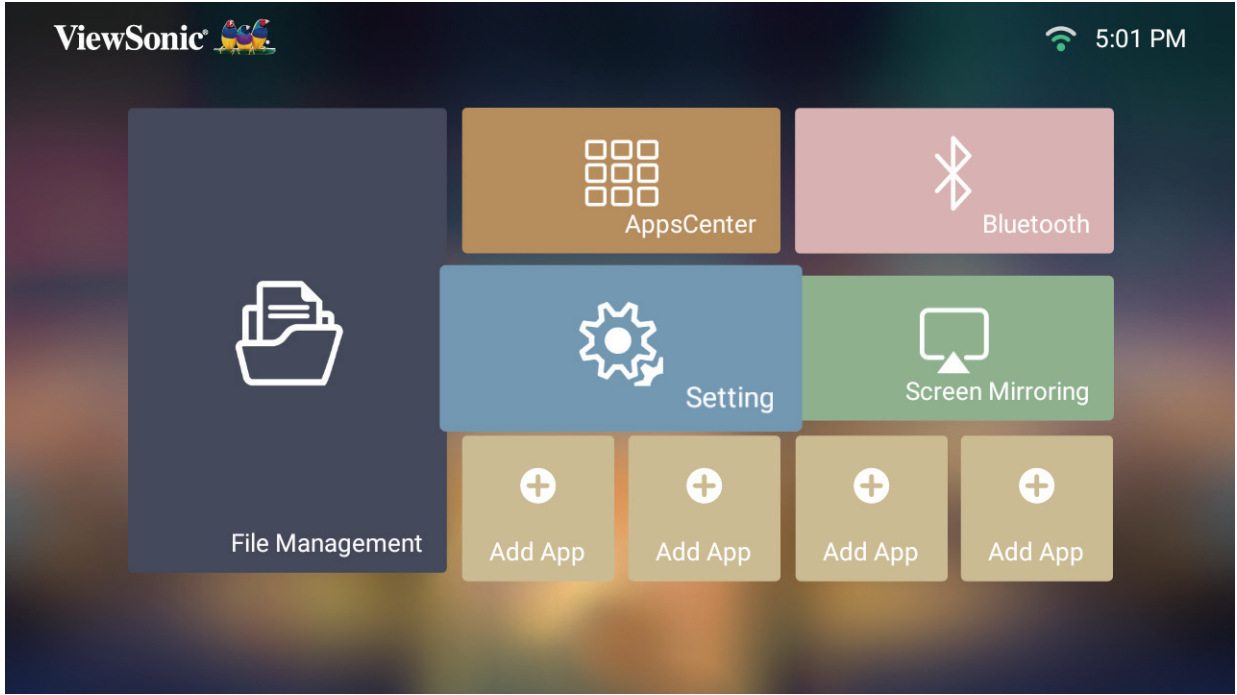 ViewSonic®
5:01 PM
AppsCenter
Bluetooth
Setting
Screen Mirroring
File Management
Add App
Add App
Add App
Add App